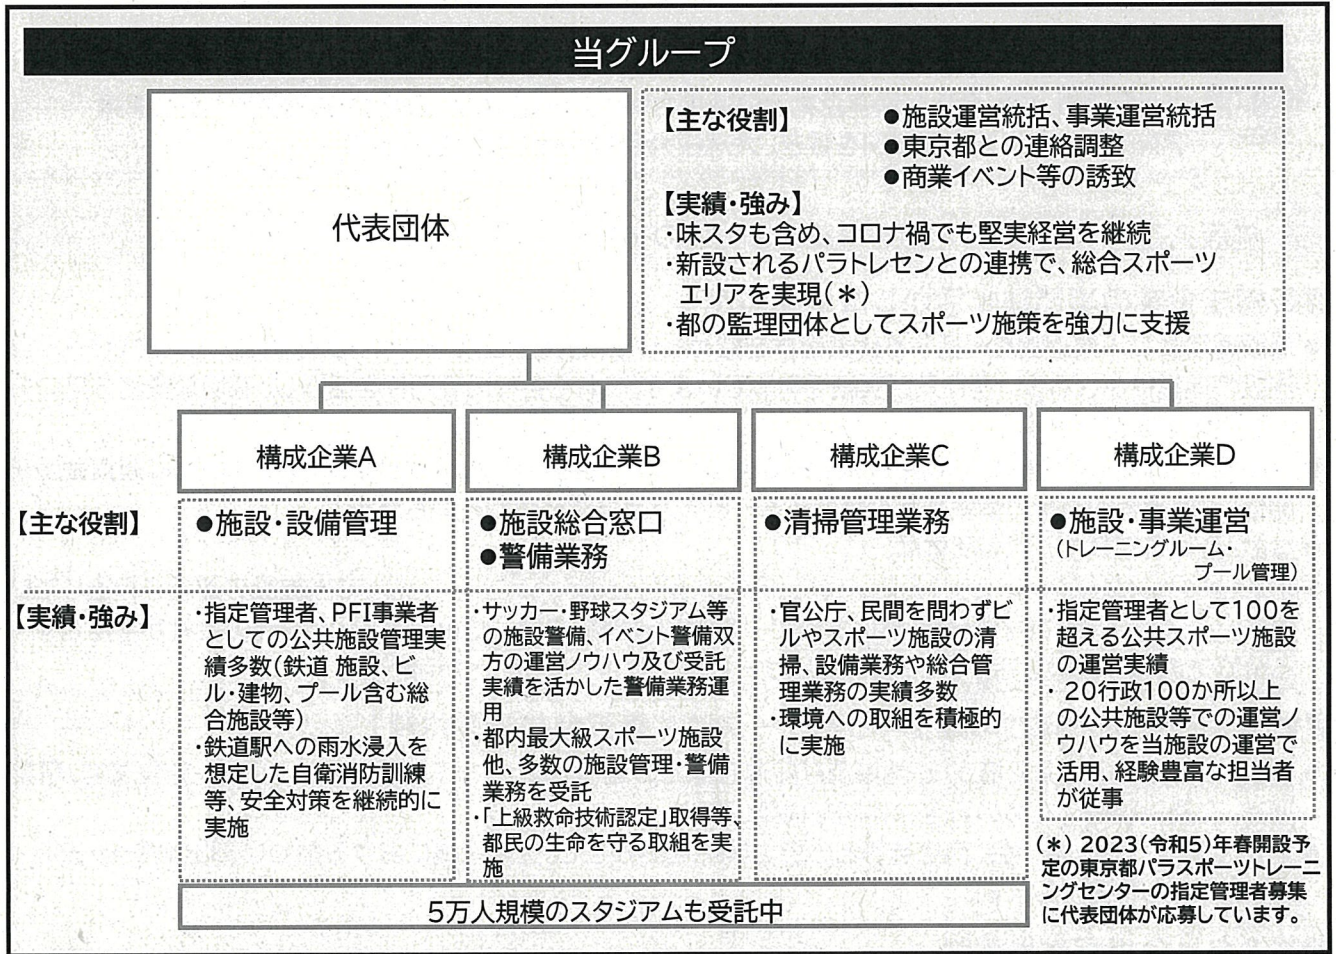 当グループ
代表団体
【主な役割】
●施設運営統括、事業運営統括
●東京都との連絡調整
●商業イベント等の誘致
【実績・強み】
・味スタも含め、コロナ禍でも堅実経営を継続
・新設されるパラトレセンとの連携で、総合スポーツ
エリアを実現(＊)
・都の監理団体としてスポーツ施策を強力に支援
構成企業A
構成企業B
構成企業C
構成企業D
【主な役割】
●施設・設備管理
●施設総合窓口
●警備業務
●清掃管理業務
●施設・事業運営
(トレーニングルーム・
プール管理)
【実績・強み】
・指定管理者、PFI事業者
としての公共施設管理実
績多数(鉄道 施設、ビ
ル・建物、プール含む総
合施設等)
・鉄道駅への雨水浸入を
想定した自衛消防訓練
等、安全対策を継続的に
実施
・サッカー・野球スタジアム等
の施設警備、イベント警備双
方の運営ノウハウ及び受託
実績を活かした警備業務運
用
・都内最大級スポーツ施設
他、多数の施設管理・警備
業務を受託
・「上級救命技術認定」取得等、
都民の生命を守る取組を実
施
・官公庁、民間を問わずビ
ルやスポーツ施設の清
掃、設備業務や総合管
理業務の実績多数
・環境への取組を積極的
に実施
・指定管理者として100を
超える公共スポーツ施設
の運営実績
・ 20行政100か所以上
の公共施設等での運営ノ
ウハウを当施設の運営で
活用、経験豊富な担当者
が従事
5万人規模のスタジアムも受託中
(＊) 2023(令和5)年春開設予
定の東京都パラスポーツトレーニ
ングセンターの指定管理者募集
に代表団体が応募しています。